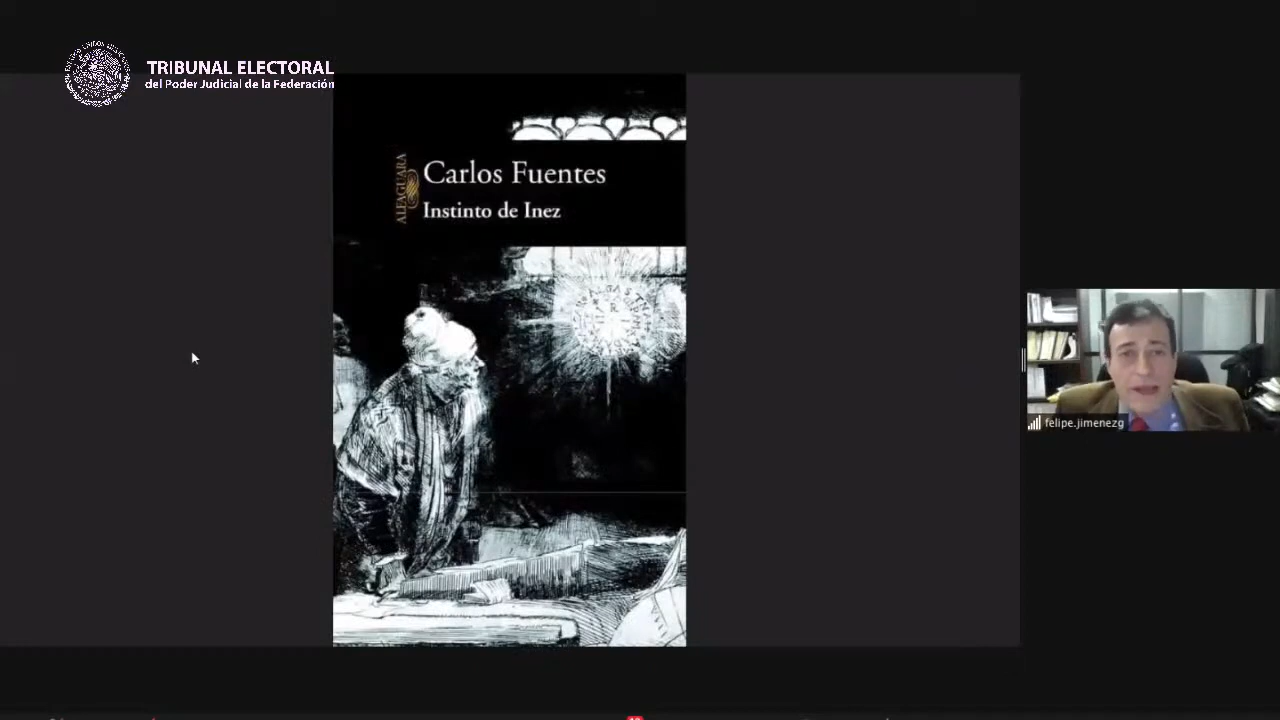 TRIBUNAL ELECTORAL
del Poder Judicial de la Federación
ALFAGUARA
Carlos Fuentes
Instinto de Inez
felipe.jimenezg